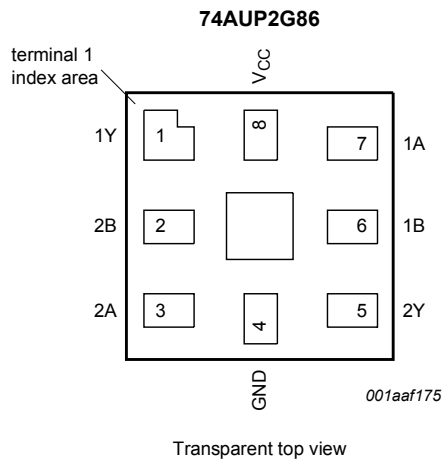 74AUP2G86
terminal 1
index area
VCC
1Y 1 8 7 1A
2B 2 6 1B
2A 3 4 5 2Y
GND
001aaf175
Transparent top view